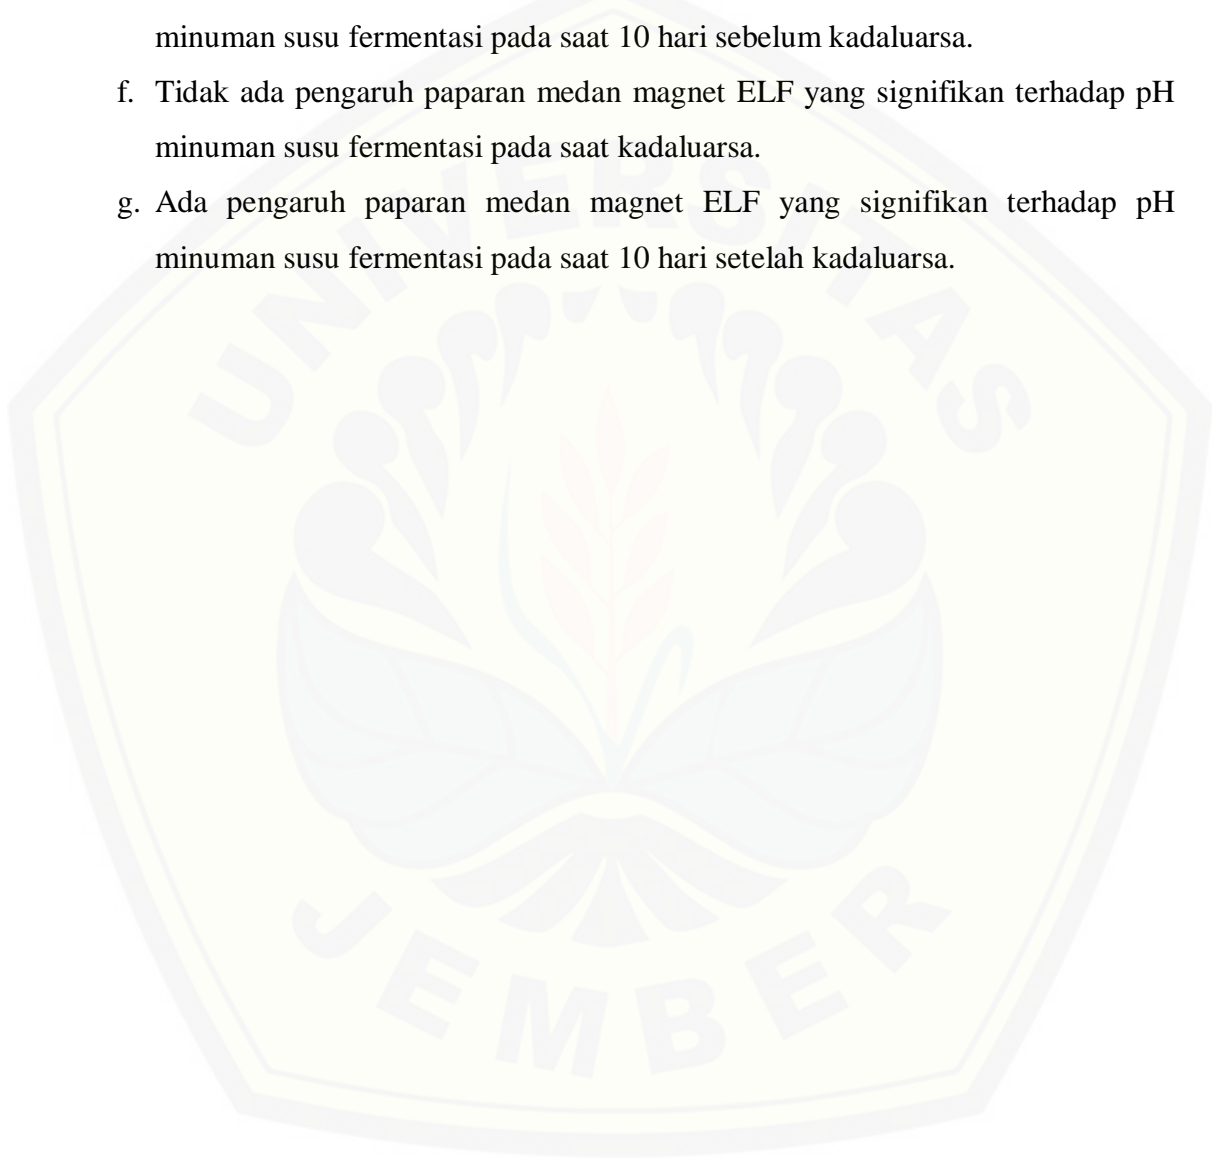 minuman susu fermentasi pada saat 10 hari sebelum kadaluarsa.
f. Tidak ada pengaruh paparan medan magnet ELF yang signifikan terhadap pH
minuman susu fermentasi pada saat kadaluarsa.
g. Ada pengaruh paparan medan magnet ELF yang signifikan terhadap pH
minuman susu fermentasi pada saat 10 hari setelah kadaluarsa.
UNIVERSITAS
JEMBER